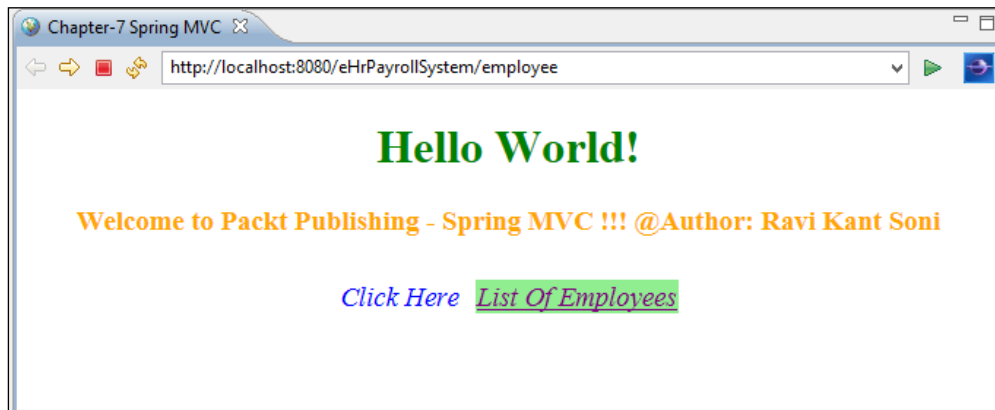 Chapter-7 Spring MVC
http://localhost:8080/eHrPayrollSystem/employee
Hello World!
Welcome to Packt Publishing - Spring MVC !!! @Author: Ravi Kant Soni
Click Here List Of Employees